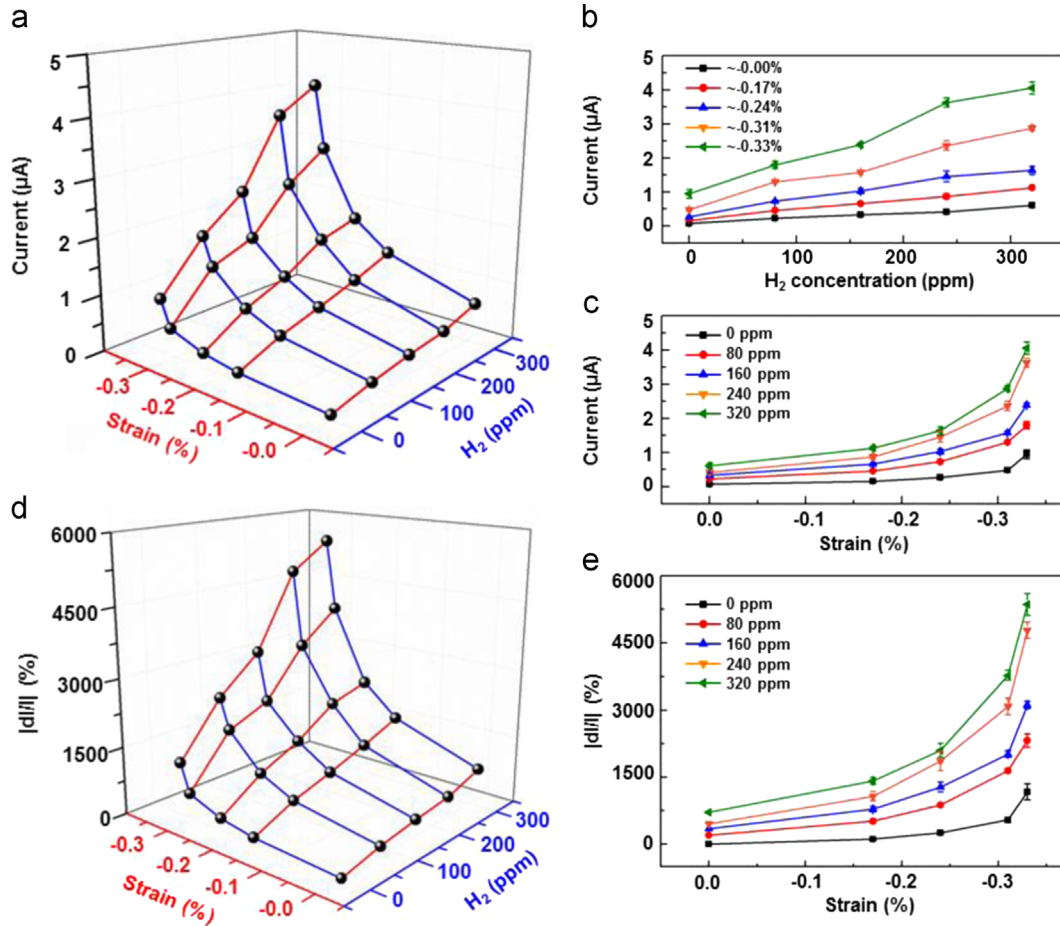 a
5
4
3
2
1
0
Current (μA)
-0.3
-0.2
-0.1
-0.0
Strain (%)
0
100
200
300
H2 (ppm)
b
5
4
3
2
1
0
Current (μA)
~-0.00%
~-0.17%
~-0.24%
~-0.31%
~-0.33%
0 100 200 300
H2 concentration (ppm)
c
5
4
3
2
1
0
Current (μA)
0 ppm
80 ppm
160 ppm
240 ppm
320 ppm
0.0 -0.1 -0.2 -0.3
Strain (%)
d
6000
4500
3000
1500
0
|dI/I| (%)
-0.3
-0.2
-0.1
-0.0
Strain (%)
0
100
200
300
H2 (ppm)
e
6000
4500
3000
1500
0
|dI/I| (%)
0 ppm
80 ppm
160 ppm
240 ppm
320 ppm
0.0 -0.1 -0.2 -0.3
Strain (%)